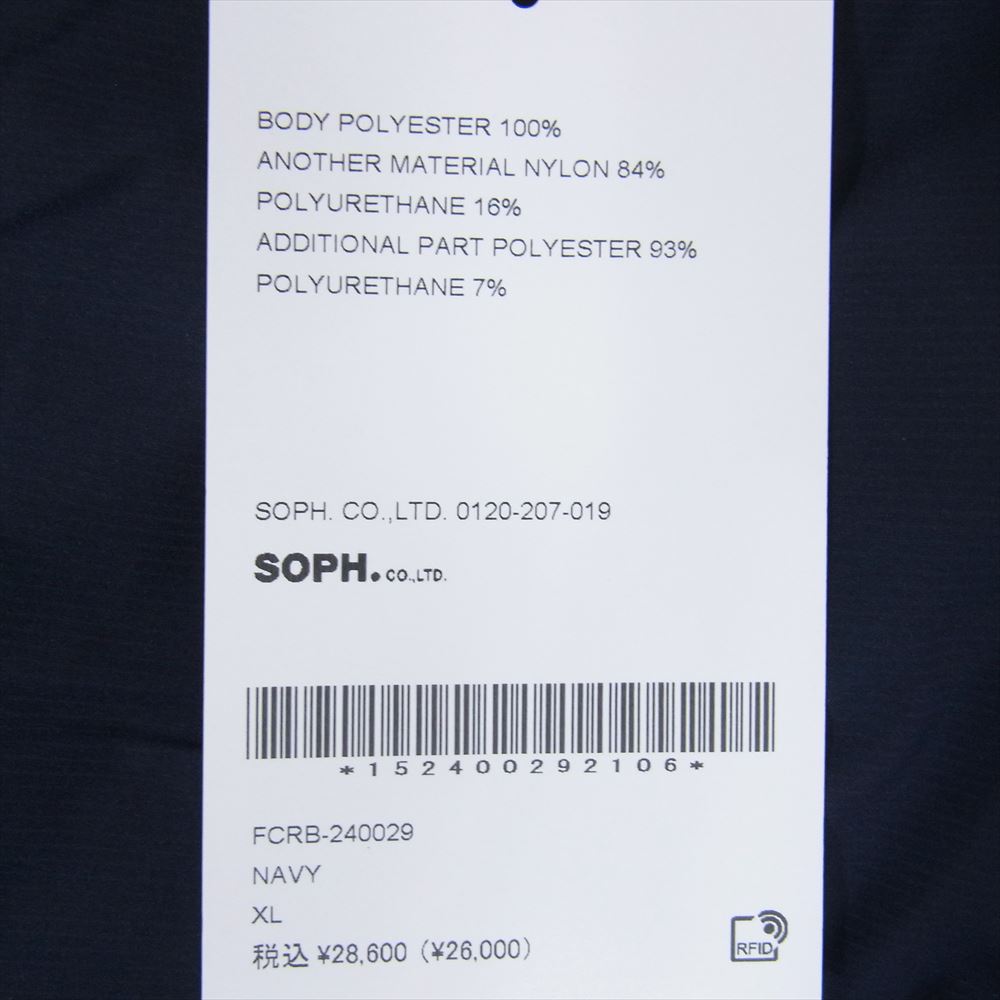 BODY POLYESTER 100%
ANOTHER MATERIAL NYLON 84%
POLYURETHANE 16%
ADDITIONAL PART POLYESTER 93%
POLYURETHANE 7%
SOPH. CO.,LTD. 0120-207-019
SOPH. CO.,LTD.
*152400292106*
FCRB-240029
NAVY
XL
税込 ¥28,600 (¥26,000)
RFID